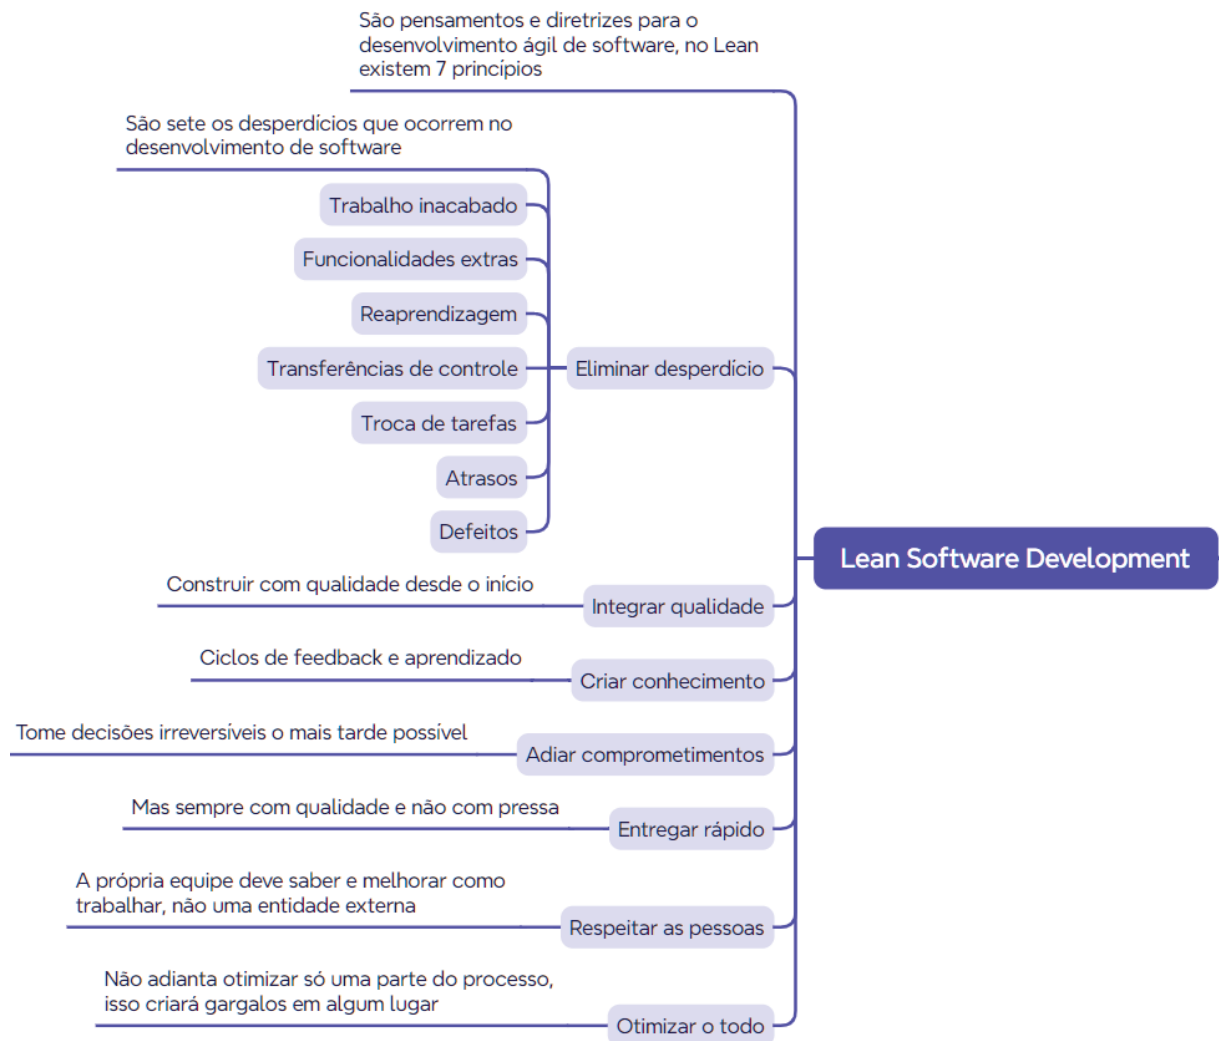 São pensamentos e diretrizes para o
desenvolvimento ágil de software, no Lean
existem 7 princípios
São sete os desperdícios que ocorrem no
desenvolvimento de software
Trabalho inacabado
Funcionalidades extras
Reaprendizagem
Transferências de controle
Eliminar desperdício
Troca de tarefas
Atrasos
Defeitos
Lean Software Development
Construir com qualidade desde o início
Integrar qualidade
Ciclos de feedback e aprendizado
Criar conhecimento
Tome decisões irreversíveis o mais tarde possível
Adiar comprometimentos
Mas sempre com qualidade e não com pressa
Entregar rápido
A própria equipe deve saber e melhorar como
trabalhar, não uma entidade externa
Respeitar as pessoas
Não adianta otimizar só uma parte do processo,
isso criará gargalos em algum lugar
Otimizar o todo